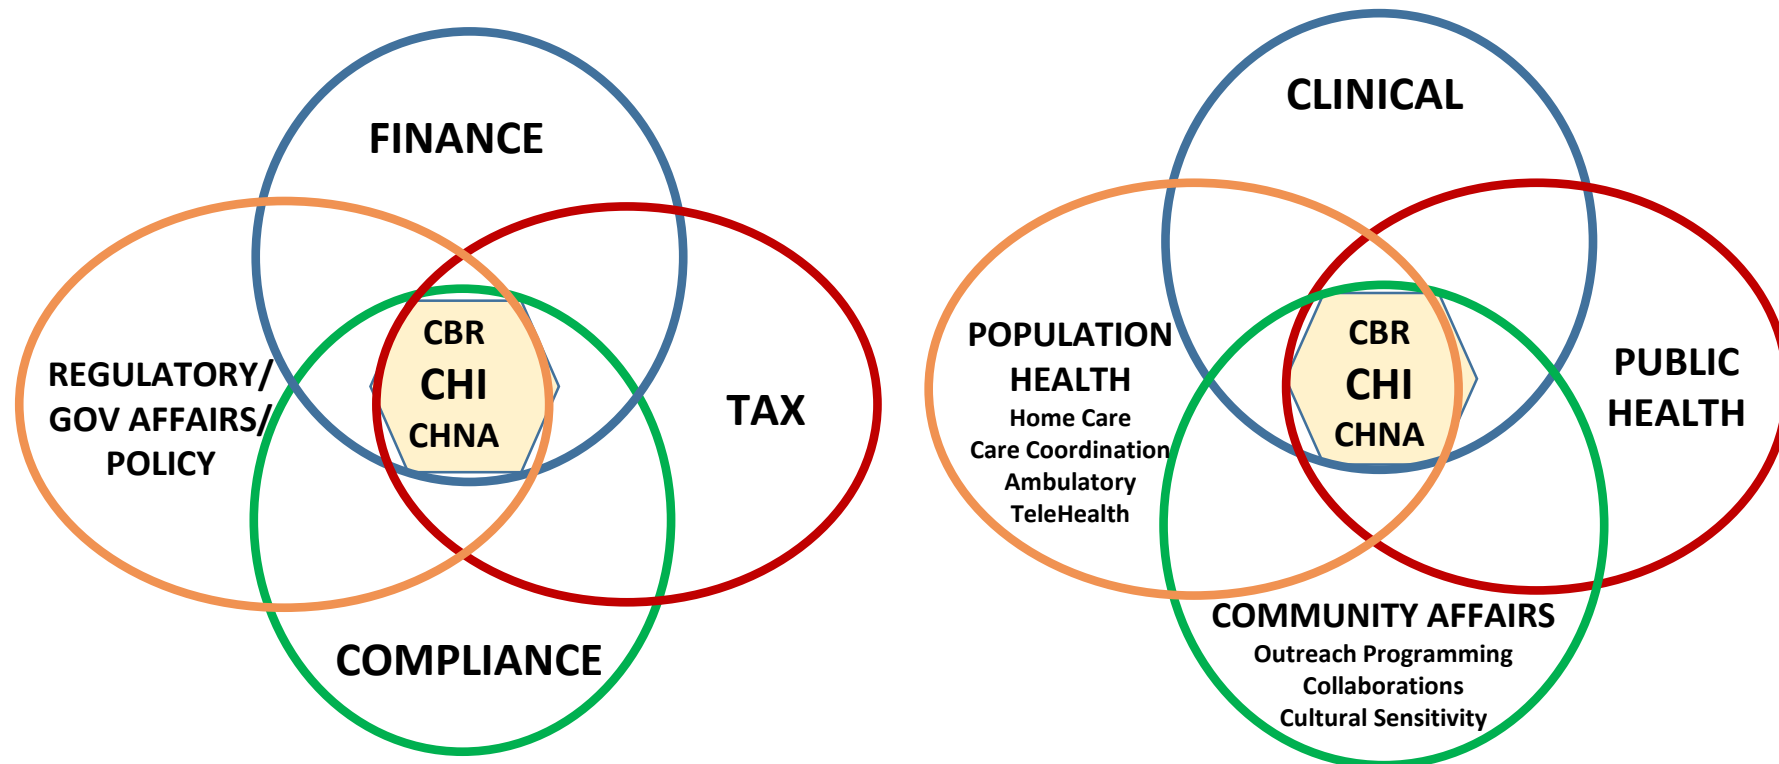 FINANCE
REGULATORY/
GOV AFFAIRS/
POLICY
CBR
CHI
CHNA
TAX
COMPLIANCE
CLINICAL
POPULATION
HEALTH
Home Care
Care Coordination
Ambulatory
TeleHealth
CBR
CHI
CHNA
PUBLIC
HEALTH
COMMUNITY AFFAIRS
Outreach Programming
Collaborations
Cultural Sensitivity